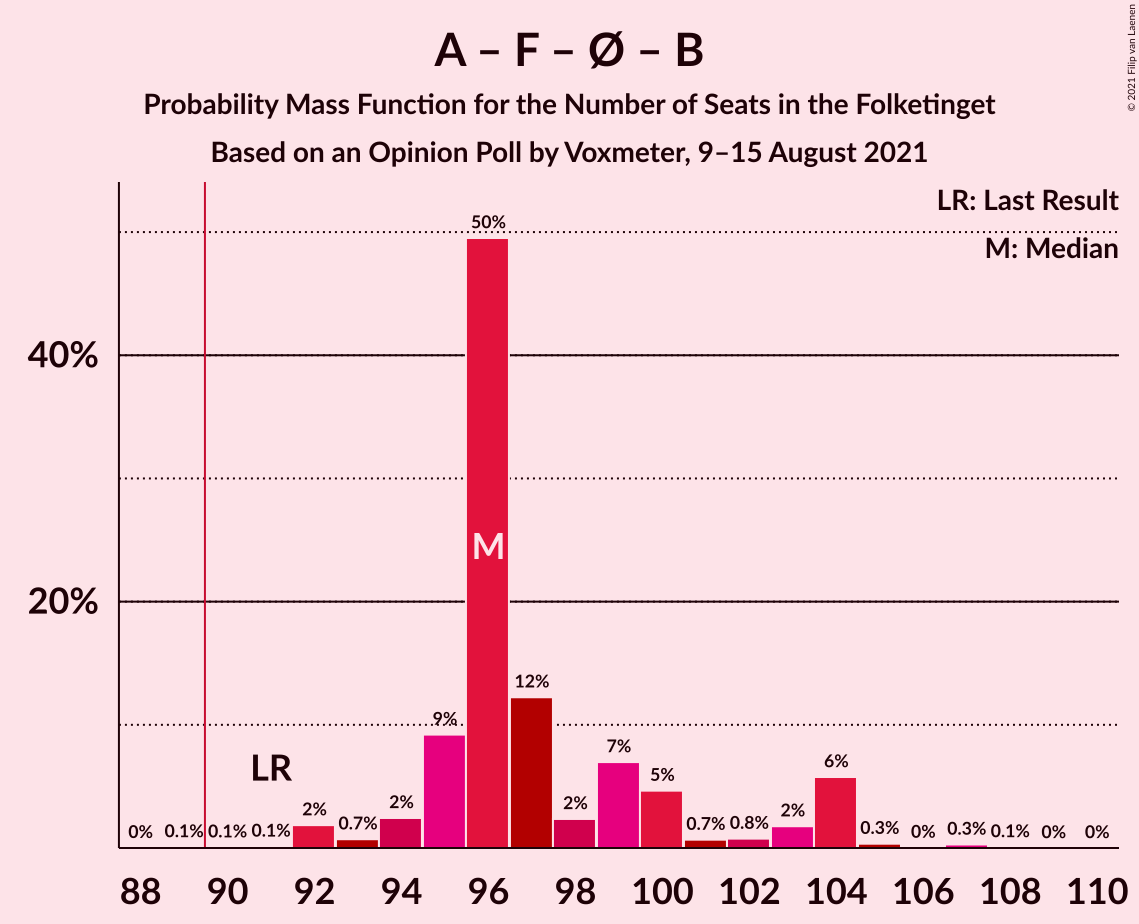 A – F – Ø – B
Probability Mass Function for the Number of Seats in the Folketinget
Based on an Opinion Poll by Voxmeter, 9–15 August 2021
© 2021 Filip van Laenen
LR: Last Result
M: Median
40%
20%
0%
0.1%
0.1%
0.1%
2%
0.7%
2%
9%
50%
12%
2%
7%
5%
0.7%
0.8%
2%
6%
0.3%
0%
0.3%
0.1%
0%
0%
LR
M
88 90 92 94 96 98 100 102 104 106 108 110